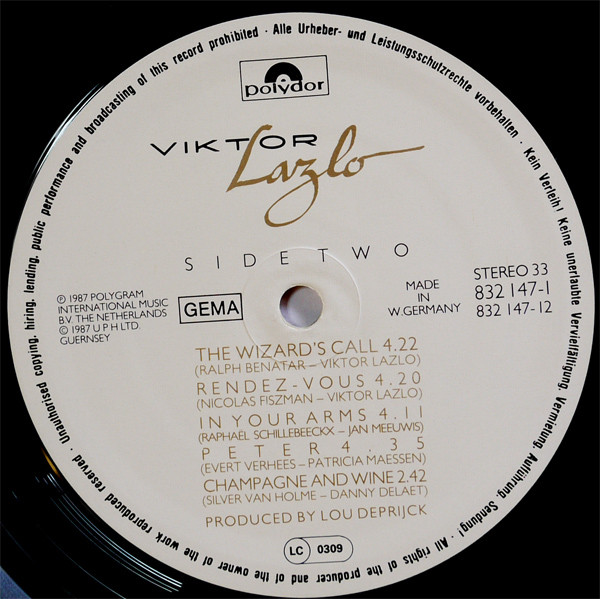 Unauthorised copying, hiring, lending, public performance and broadcasting of this record prohibited · Alle Urheber- und Leistungsschutzrechte vorbehalten · Kein Verleih! Keine unerlaubte Vervielfältigung, Vermietung, Aufführung, Sendung! · All rights of the producer and of the owner of the work reproduced reserved ·
polydor
VIKTOR
Lazlo
SIDE TWO
℗ 1987 POLYGRAM
INTERNATIONAL MUSIC
B.V. THE NETHERLANDS
© 1987 U P H LTD.
GUERNSEY
GEMA
MADE
IN
W. GERMANY
STEREO 33
832 147-1
832 147-12
THE WIZARD'S CALL 4.22
(RALPH BENATAR – VIKTOR LAZLO)
RENDEZ-VOUS 4.20
(NICOLAS FISZMAN – VIKTOR LAZLO)
IN YOUR ARMS 4.11
(RAPHAËL SCHILLEBEECKX – JAN MEEUWIS)
PETER 4.35
(EVERT VERHEES – PATRICIA MAESSEN)
CHAMPAGNE AND WINE 2.42
(SILVER VAN HOLME – DANNY DELAET)
PRODUCED BY LOU DEPRIJCK
LC 0309